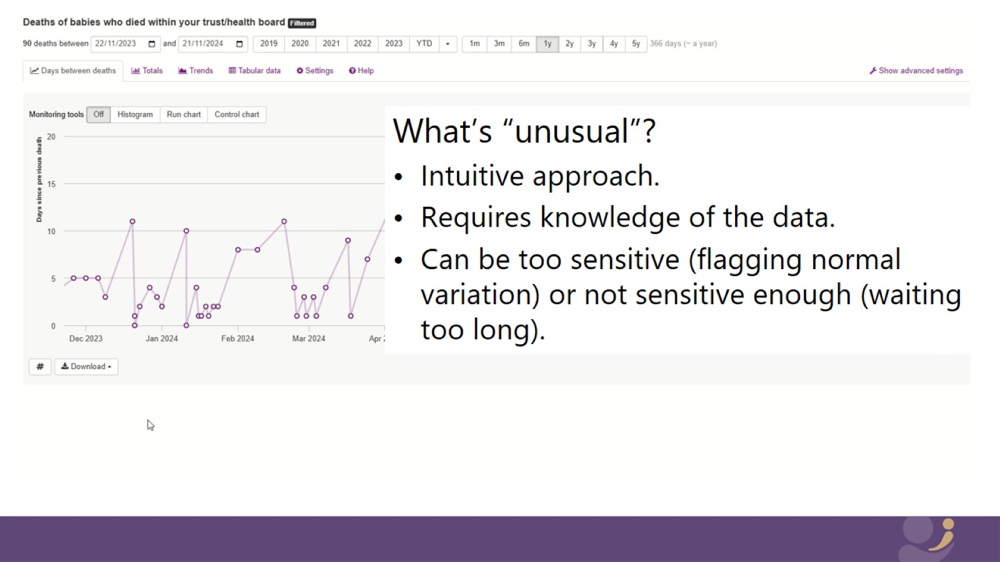 Deaths of babies who died within your trust/health board Filtered
90 deaths between 22/11/2023 and 21/11/2024 2019 2020 2021 2022 2023 YTD 1m 3m 6m 1y 2y 3y 4y 5y 366 days (~ a year)
Days between deaths Totals Trends Tabular data Settings Help Show advanced settings
Monitoring tools Off Histogram Run chart Control chart
Days since previous death
20
15
10
5
0
Dec 2023 Jan 2024 Feb 2024 Mar 2024 Apr
# Download
What’s “unusual”?
• Intuitive approach.
• Requires knowledge of the data.
• Can be too sensitive (flagging normal
variation) or not sensitive enough (waiting
too long).